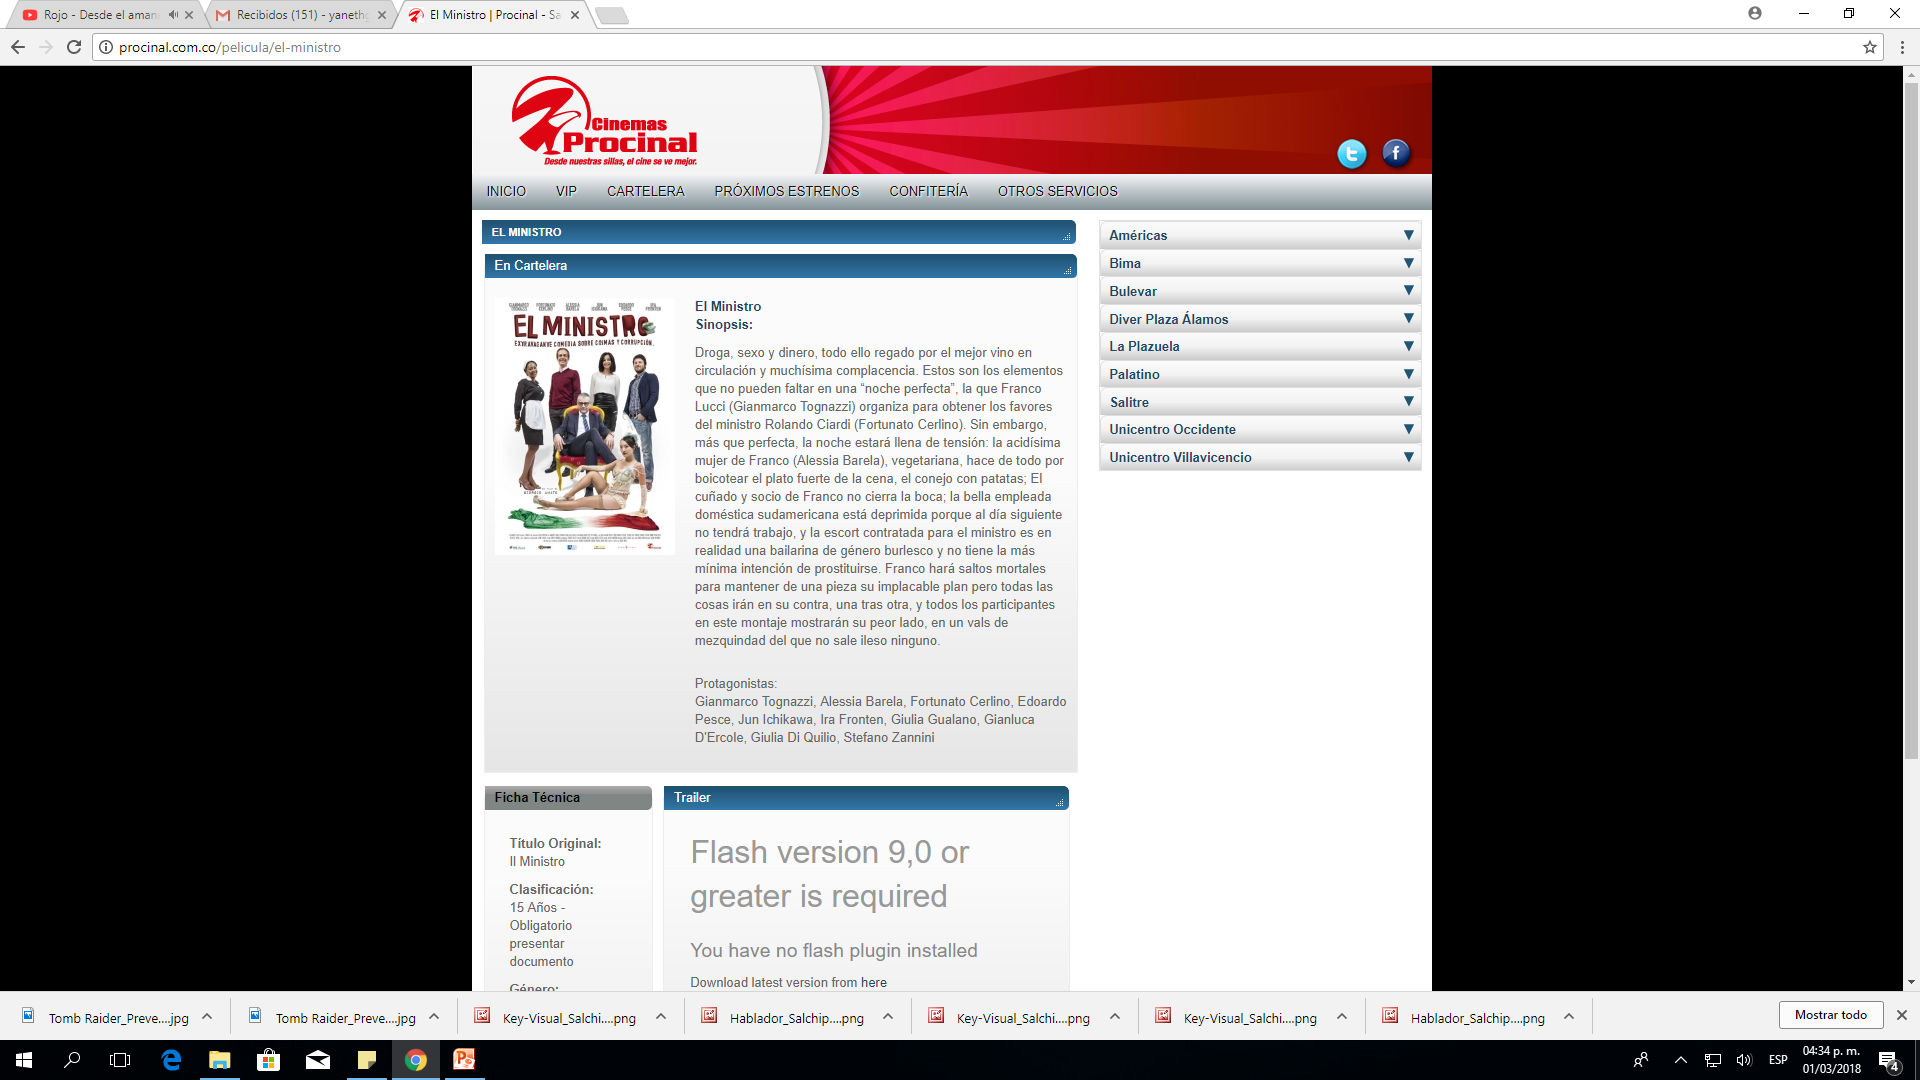 Rojo - Desde el aman
Recibidos (151) - yaneth
El Ministro | Procinal - Sa
procinal.com.co/pelicula/el-ministro
Cinemas
Procinal
Desde nuestras sillas, el cine se ve mejor.
INICIO VIP CARTELERA PRÓXIMOS ESTRENOS CONFITERÍA OTROS SERVICIOS
EL MINISTRO
En Cartelera
EL MINISTRO
EXTRAVAGANTE COMEDIA SOBRE COIMAS Y CORRUPCIÓN.
El Ministro
Sinopsis:
Droga, sexo y dinero, todo ello regado por el mejor vino en
circulación y muchísima complacencia. Estos son los elementos
que no pueden faltar en una “noche perfecta”, la que Franco
Lucci (Gianmarco Tognazzi) organiza para obtener los favores
del ministro Rolando Ciardi (Fortunato Cerlino). Sin embargo,
más que perfecta, la noche estará llena de tensión: la acidísima
mujer de Franco (Alessia Barela), vegetariana, hace de todo por
boicotear el plato fuerte de la cena, el conejo con patatas; El
cuñado y socio de Franco no cierra la boca; la bella empleada
doméstica sudamericana está deprimida porque al día siguiente
no tendrá trabajo, y la escort contratada para el ministro es en
realidad una bailarina de género burlesco y no tiene la más
mínima intención de prostituirse. Franco hará saltos mortales
para mantener de una pieza su implacable plan pero todas las
cosas irán en su contra, una tras otra, y todos los participantes
en este montaje mostrarán su peor lado, en un vals de
mezquindad del que no sale ileso ninguno.
Protagonistas:
Gianmarco Tognazzi, Alessia Barela, Fortunato Cerlino, Edoardo
Pesce, Jun Ichikawa, Ira Fronten, Giulia Gualano, Gianluca
D'Ercole, Giulia Di Quilio, Stefano Zannini
Américas
Bima
Bulevar
Diver Plaza Álamos
La Plazuela
Palatino
Salitre
Unicentro Occidente
Unicentro Villavicencio
Ficha Técnica
Título Original:
Il Ministro
Clasificación:
15 Años -
Obligatorio
presentar
documento
Género:
Trailer
Flash version 9,0 or
greater is required
You have no flash plugin installed
Download latest version from here
Tomb Raider_Preve....jpg
Tomb Raider_Preve....jpg
Key-Visual_Salchi....png
Hablador_Salchip....png
Key-Visual_Salchi....png
Key-Visual_Salchi....png
Hablador_Salchip....png
Mostrar todo
ESP
04:34 p. m.
01/03/2018
4